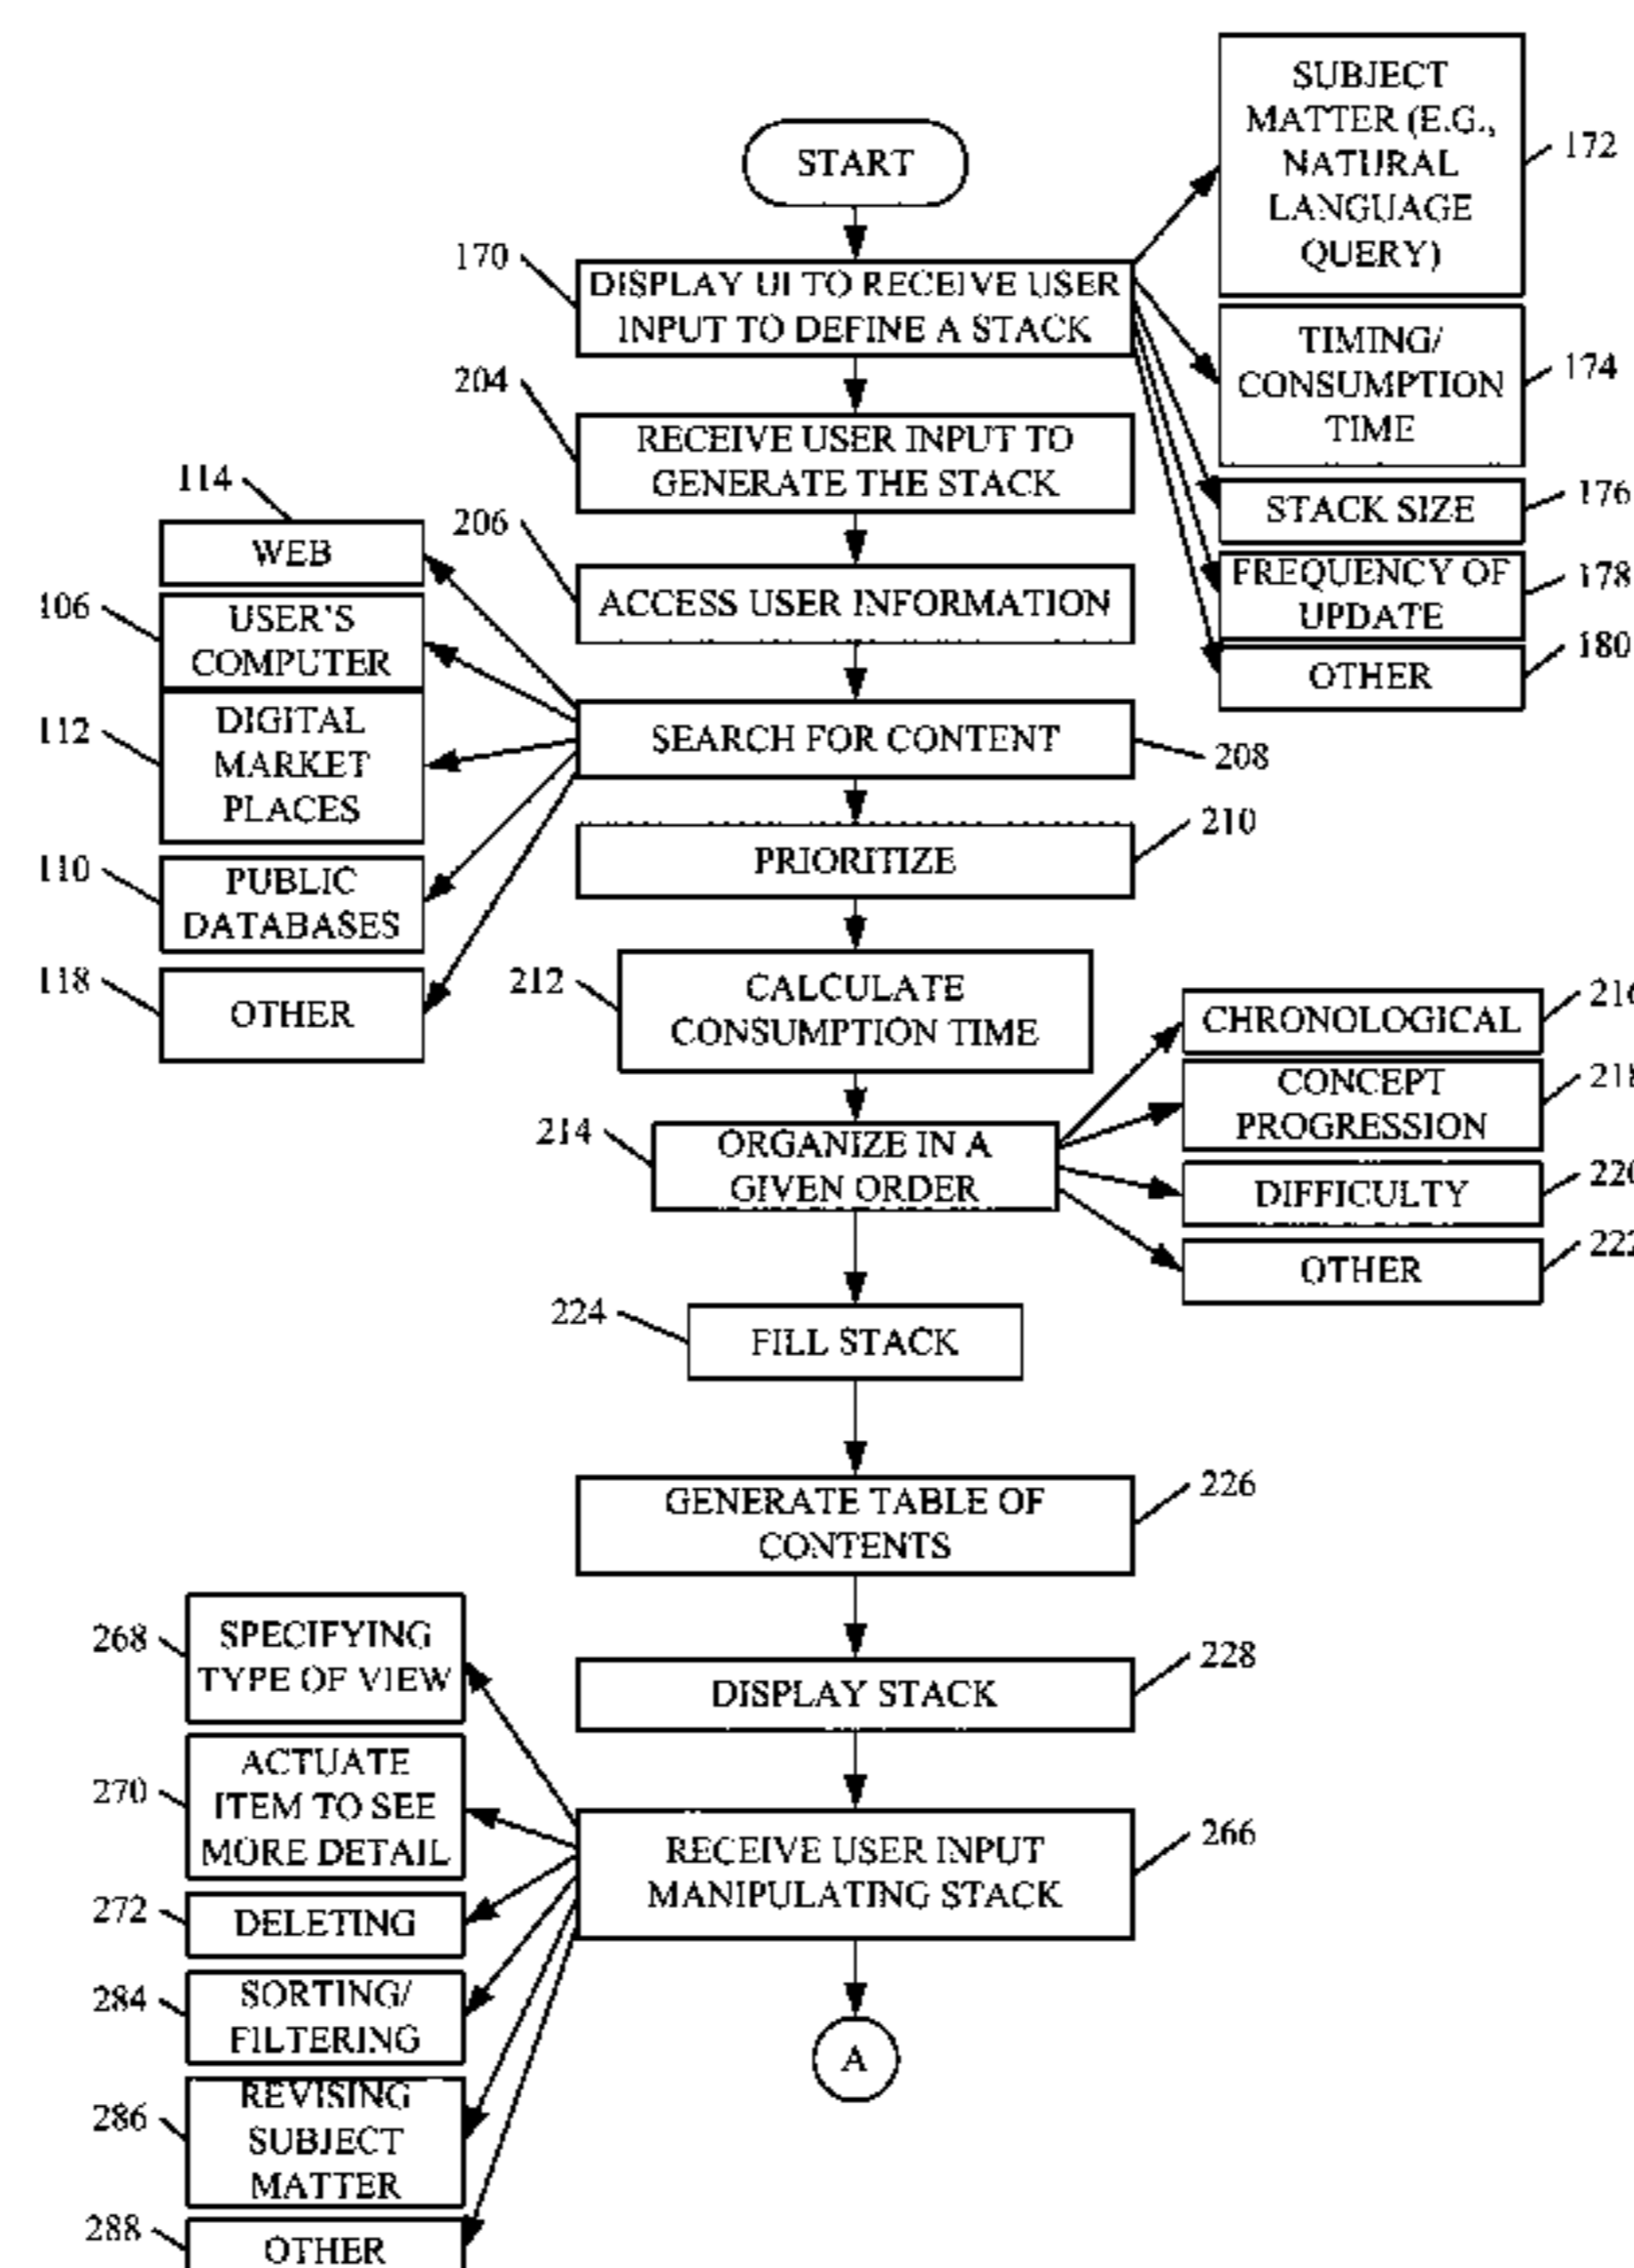 START
170
DISPLAY UI TO RECEIVE USER
INPUT TO DEFINE A STACK
SUBJECT
MATTER (E.G.,
NATURAL
LANGUAGE
QUERY)
172
TIMING/
CONSUMPTION
TIME
174
STACK SIZE
176
FREQUENCY OF
UPDATE
178
OTHER
180
204
RECEIVE USER INPUT TO
GENERATE THE STACK
206
ACCESS USER INFORMATION
SEARCH FOR CONTENT
208
114
WEB
106
USER'S
COMPUTER
112
DIGITAL
MARKET
PLACES
110
PUBLIC
DATABASES
118
OTHER
PRIORITIZE
210
212
CALCULATE
CONSUMPTION TIME
214
ORGANIZE IN A
GIVEN ORDER
CHRONOLOGICAL
216
CONCEPT
PROGRESSION
218
DIFFICULTY
220
OTHER
222
224
FILL STACK
GENERATE TABLE OF
CONTENTS
226
DISPLAY STACK
228
RECEIVE USER INPUT
MANIPULATING STACK
266
268
SPECIFYING
TYPE OF VIEW
270
ACTUATE
ITEM TO SEE
MORE DETAIL
272
DELETING
284
SORTING/
FILTERING
286
REVISING
SUBJECT
MATTER
288
OTHER
A